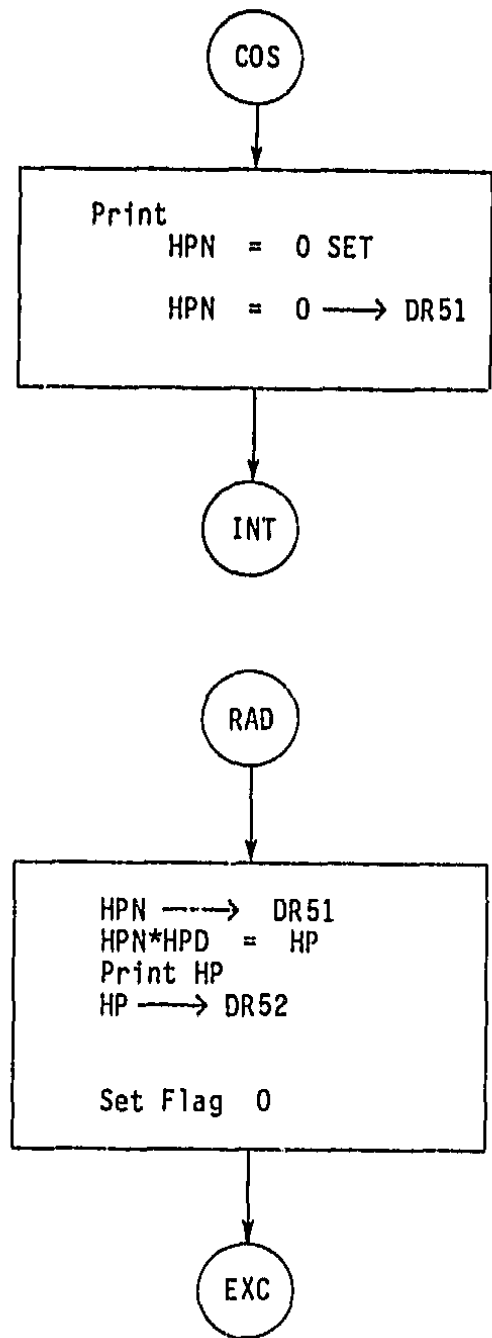 COS
Print
HPN = 0 SET
HPN = 0 ⟶ DR51
INT
RAD
HPN ⟶ DR51
HPN*HPD = HP
Print HP
HP ⟶ DR52
Set Flag 0
EXC